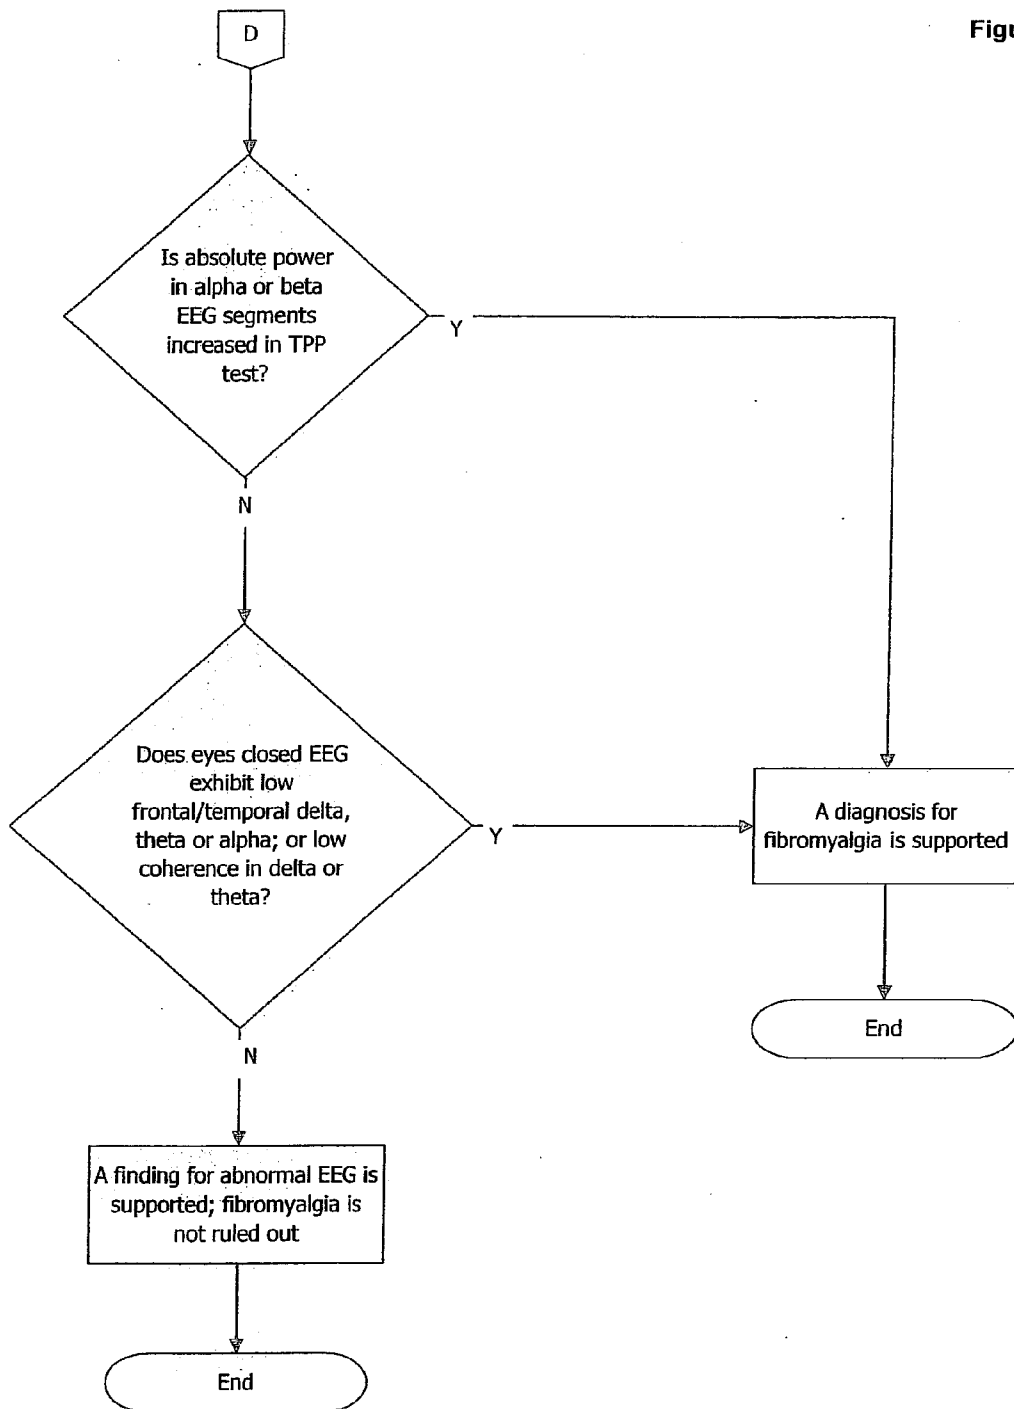 D
Figu
Is absolute power
in alpha or beta
EEG segments
increased in TPP
test?
Y
N
Does eyes closed EEG
exhibit low
frontal/temporal delta,
theta or alpha; or low
coherence in delta or
theta?
Y
A diagnosis for
fibromyalgia is supported
N
End
A finding for abnormal EEG is
supported; fibromyalgia is
not ruled out
End